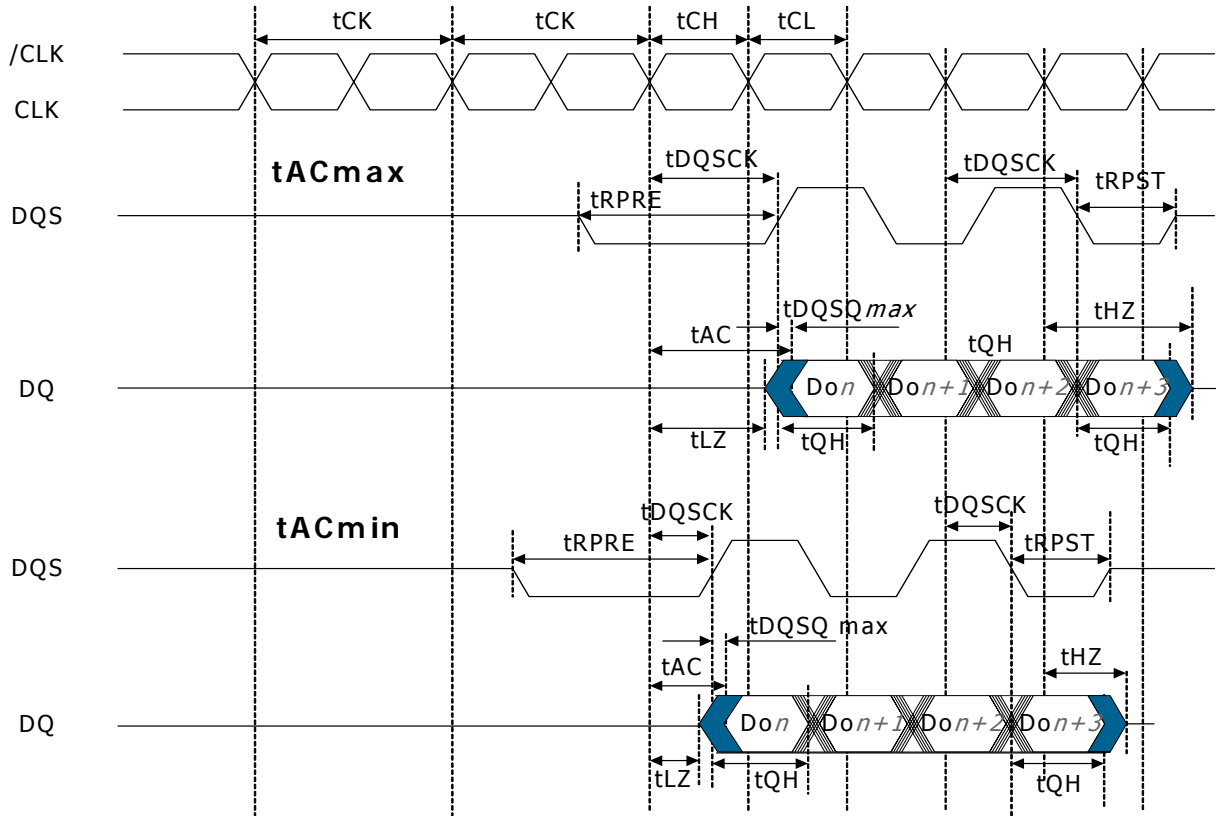 tCK tCK tCH tCL
/CLK
CLK
tACmax
tDQSCK tDQSCK
tRPRE tRPST
DQS
tDQSQmax tHZ
tAC
tQH
DQ Don Don+1 Don+2 Don+3
tLZ tQH tQH
tACmin
tDQSCK tDQSCK
tRPRE tRPST
DQS
tDQSQ max
tAC tHZ
DQ Don Don+1 Don+2 Don+3
tLZ tQH tQH